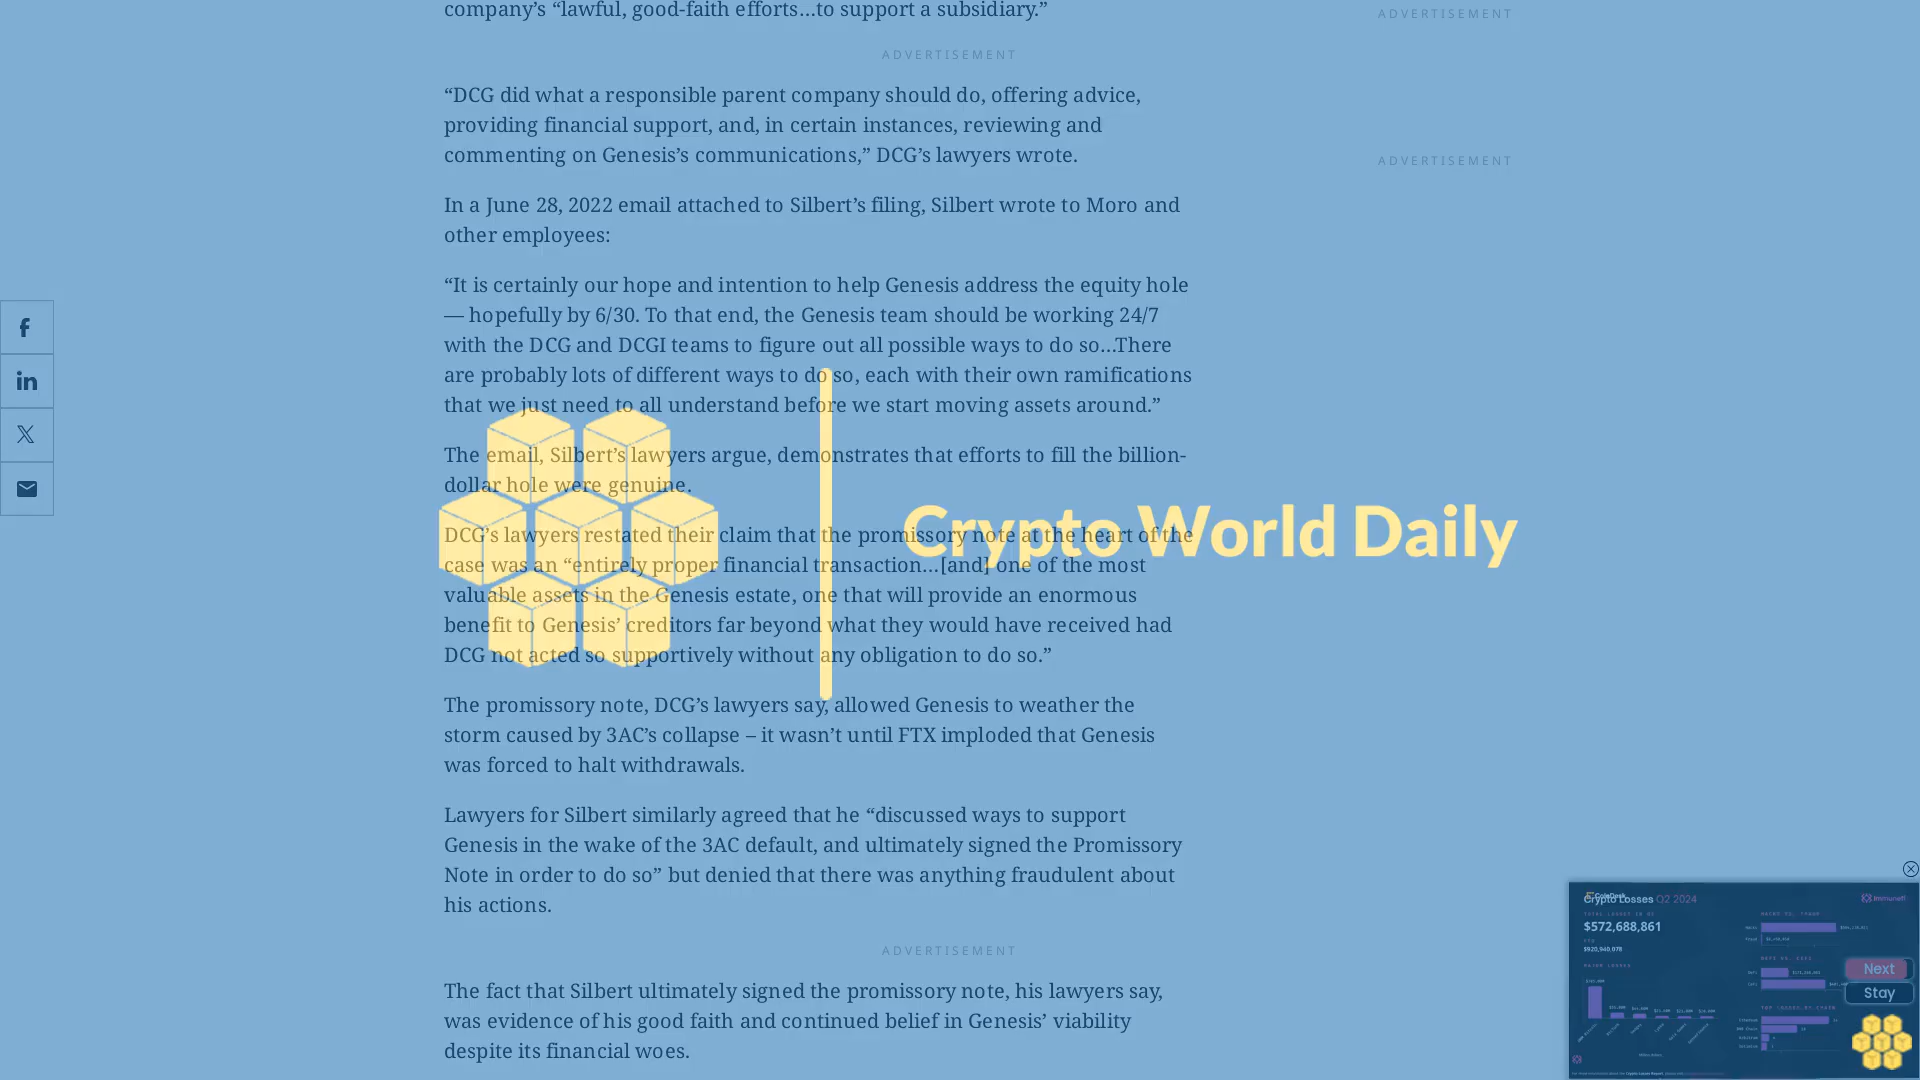 company’s “lawful, good-faith efforts…to support a subsidiary.”
ADVERTISEMENT
ADVERTISEMENT
“DCG did what a responsible parent company should do, offering advice,
providing financial support, and, in certain instances, reviewing and
commenting on Genesis’s communications,” DCG’s lawyers wrote.
ADVERTISEMENT
In a June 28, 2022 email attached to Silbert’s filing, Silbert wrote to Moro and
other employees:
“It is certainly our hope and intention to help Genesis address the equity hole
— hopefully by 6/30. To that end, the Genesis team should be working 24/7
with the DCG and DCGI teams to figure out all possible ways to do so…There
are probably lots of different ways to do so, each with their own ramifications
that we just need to all understand before we start moving assets around.”
The email, Silbert’s lawyers argue, demonstrates that efforts to fill the billion-
dollar hole were genuine.
Crypto World Daily
DCG’s lawyers restated their claim that the promissory note at the heart of the
case was an “entirely proper financial transaction…[and] one of the most
valuable assets in the Genesis estate, one that will provide an enormous
benefit to Genesis’ creditors far beyond what they would have received had
DCG not acted so supportively without any obligation to do so.”
The promissory note, DCG’s lawyers say, allowed Genesis to weather the
storm caused by 3AC’s collapse – it wasn’t until FTX imploded that Genesis
was forced to halt withdrawals.
Lawyers for Silbert similarly agreed that he “discussed ways to support
Genesis in the wake of the 3AC default, and ultimately signed the Promissory
Note in order to do so” but denied that there was anything fraudulent about
his actions.
ADVERTISEMENT
The fact that Silbert ultimately signed the promissory note, his lawyers say,
was evidence of his good faith and continued belief in Genesis’ viability
despite its financial woes.
CoinDesk
Crypto Losses Q2 2024
Immunefi
$572,688,861
$920,940,078
MAJOR LOSSES
Next
Stay